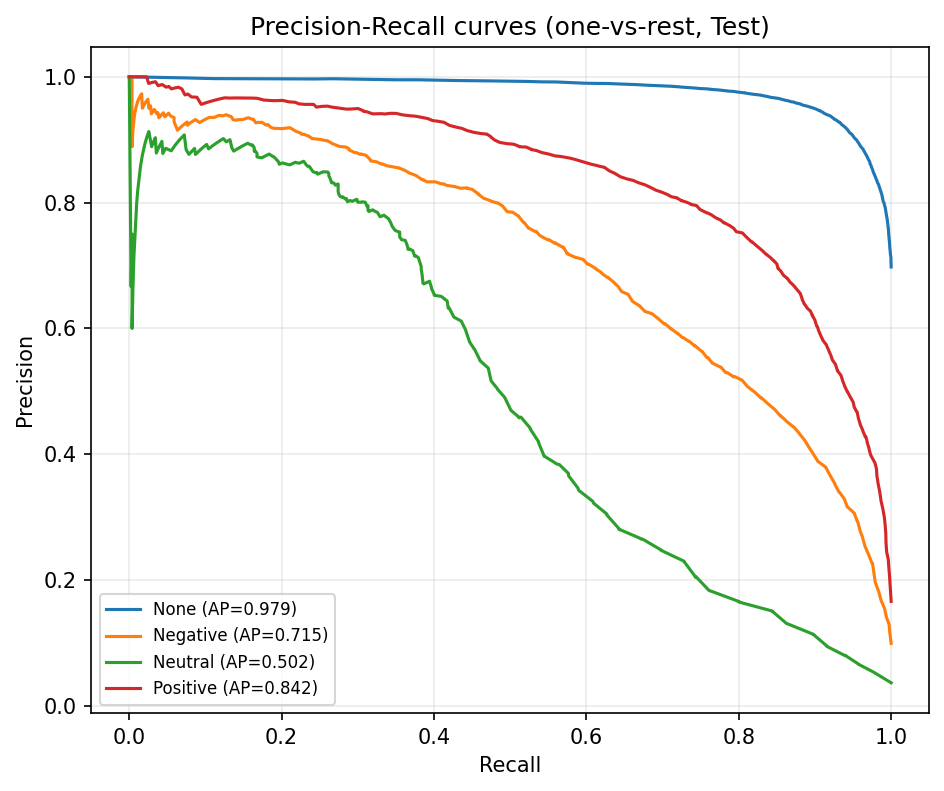 Precision-Recall curves (one-vs-rest, Test)
Precision
1.0
0.8
0.6
0.4
0.2
0.0
None (AP=0.979)
Negative (AP=0.715)
Neutral (AP=0.502)
Positive (AP=0.842)
0.0 0.2 0.4 0.6 0.8 1.0
Recall